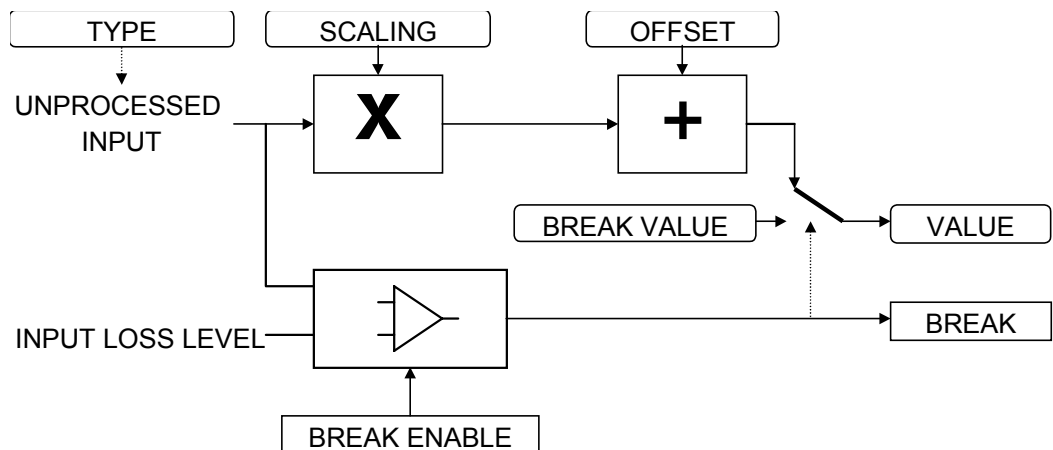 TYPE
SCALING
OFFSET
UNPROCESSED
INPUT
X
+
BREAK VALUE
VALUE
INPUT LOSS LEVEL
BREAK
BREAK ENABLE